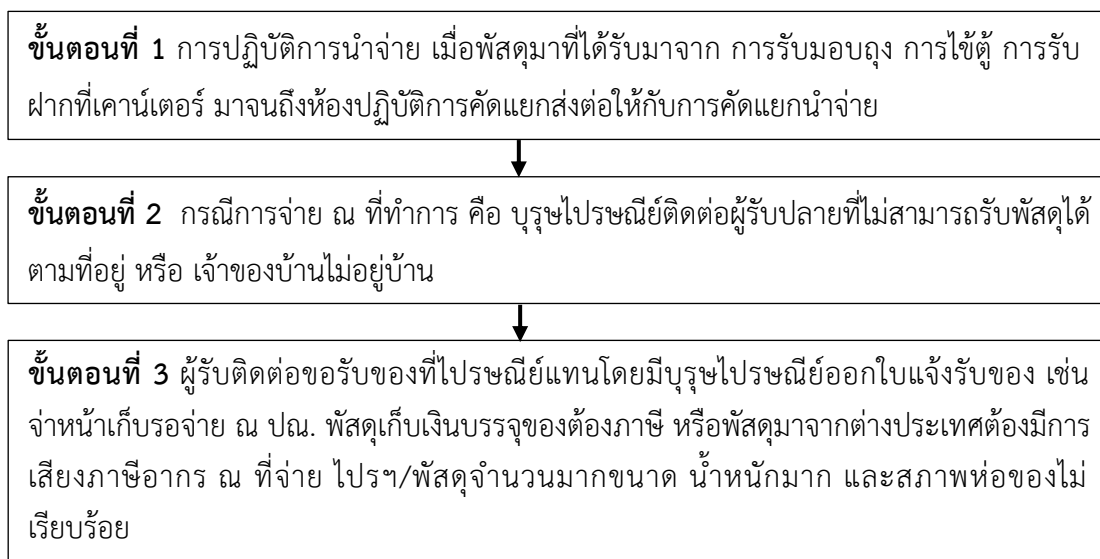 ขั้นตอนที่ 1 การปฏิบัติการนำจ่าย เมื่อพัสดุมาที่ได้รับมาจาก การรับมอบถุง การไข้ตู้ การรับ
ฝากที่เคาน์เตอร์ มาจนถึงห้องปฏิบัติการคัดแยกส่งต่อให้กับการคัดแยกนำจ่าย
ขั้นตอนที่ 2 กรณีการจ่าย ณ ที่ทำการ คือ บุรุษไปรษณีย์ติดต่อผู้รับปลายที่ไม่สามารถรับพัสดุได้
ตามที่อยู่ หรือ เจ้าของบ้านไม่อยู่บ้าน
ขั้นตอนที่ 3 ผู้รับติดต่อขอรับของที่ไปรษณีย์แทนโดยมีบุรุษไปรษณีย์ออกใบแจ้งรับของ เช่น
จ่าหน้าเก็บรอจ่าย ณ ปณ. พัสดุเก็บเงินบรรจุของต้องภาษี หรือพัสดุมาจากต่างประเทศต้องมีการ
เสียงภาษีอากร ณ ที่จ่าย ไปรฯ/พัสดุจำนวนมากขนาด น้ำหนักมาก และสภาพห่อของไม่
เรียบร้อย